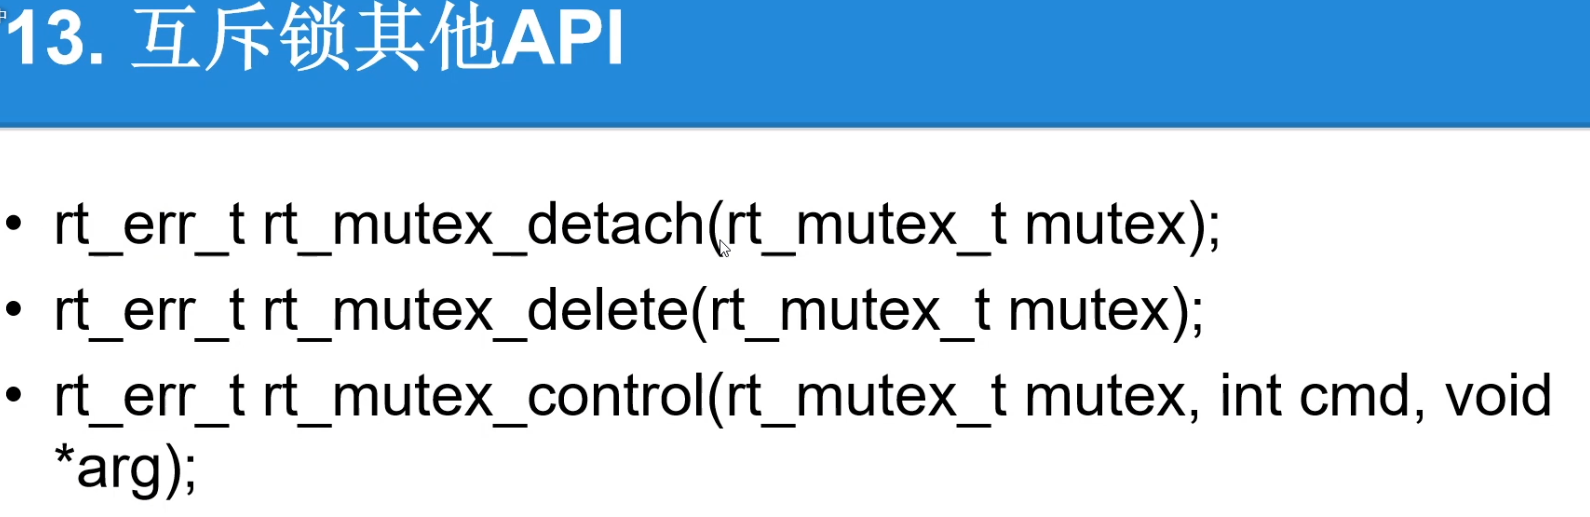 13. 互斥锁其他API
• rt_err_t rt_mutex_detach(rt_mutex_t mutex);
• rt_err_t rt_mutex_delete(rt_mutex_t mutex);
• rt_err_t rt_mutex_control(rt_mutex_t mutex, int cmd, void
*arg);